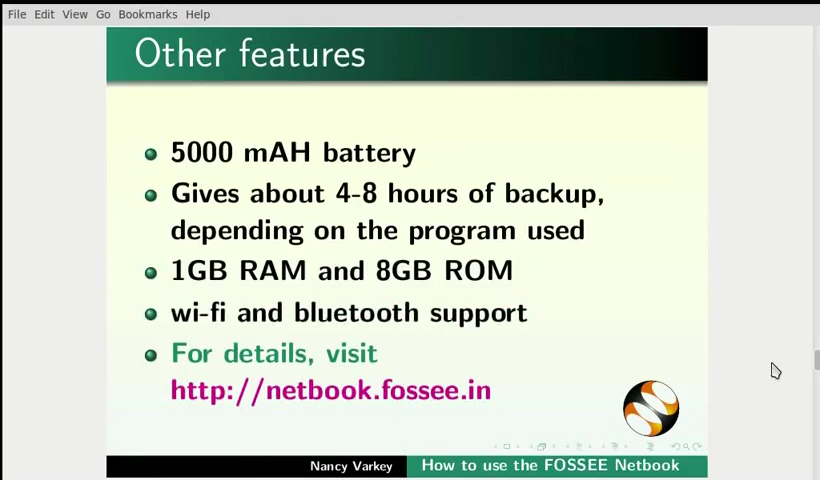 File Edit View Go Bookmarks Help
Other features
5000 mAH battery
Gives about 4-8 hours of backup,
depending on the program used
1GB RAM and 8GB ROM
wi-fi and bluetooth support
For details, visit
http://netbook.fossee.in
Nancy Varkey How to use the FOSSEE Netbook